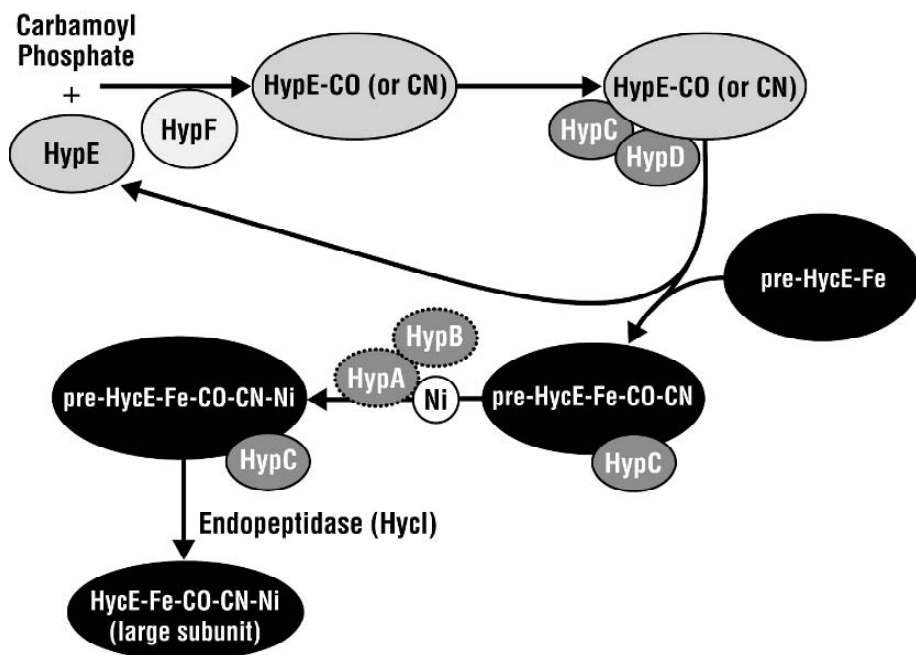 Carbamoyl
Phosphate
+
HypE
HypF
HypE-CO (or CN)
HypE-CO (or CN)
HypC
HypD
pre-HycE-Fe
HypB
HypA
Ni
pre-HycE-Fe-CO-CN-Ni
pre-HycE-Fe-CO-CN
HypC
HypC
Endopeptidase (HycI)
HycE-Fe-CO-CN-Ni
(large subunit)